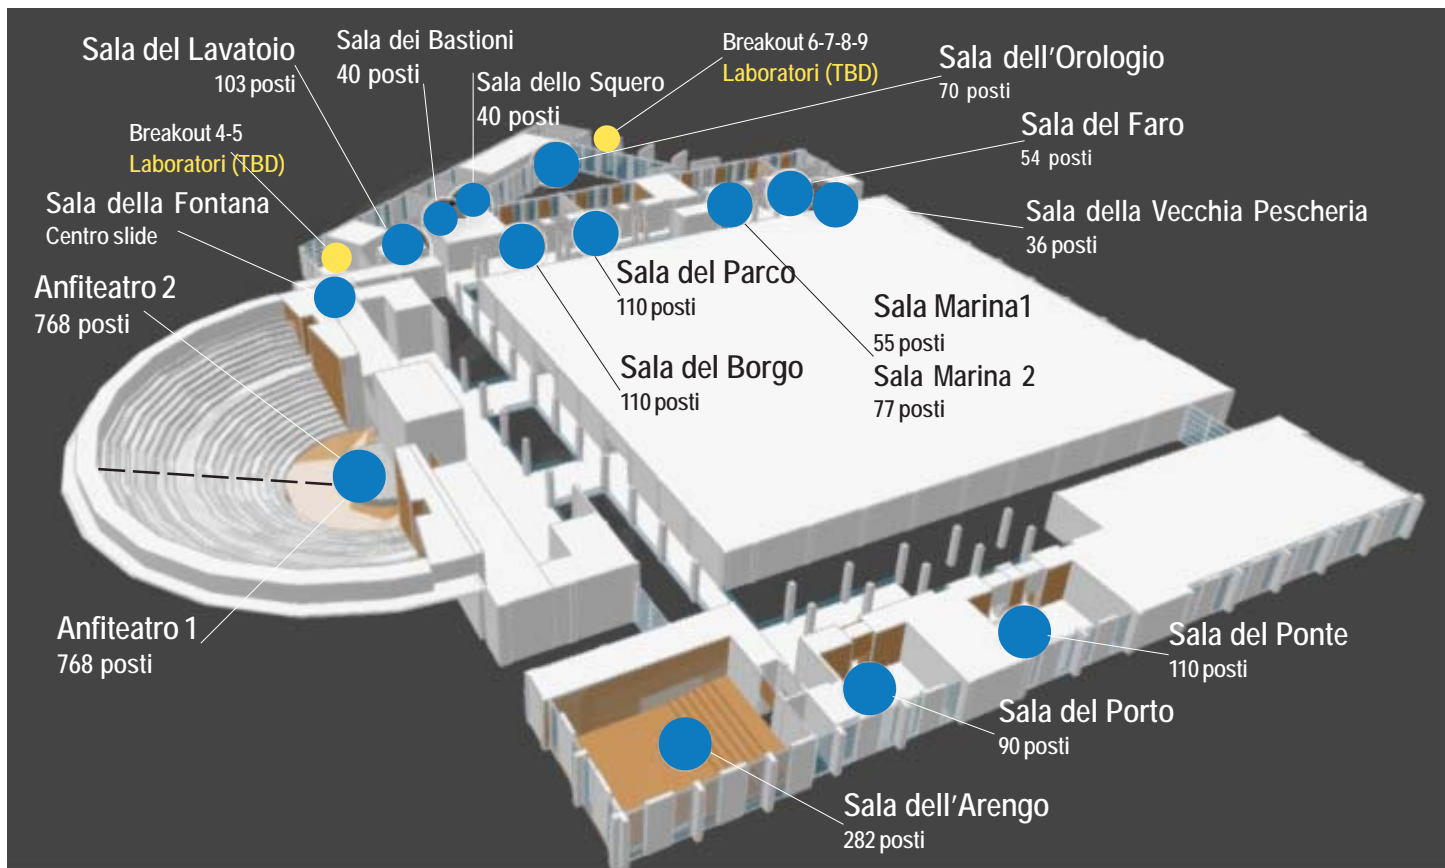 Sala del Lavatoio
103 posti
Sala dei Bastioni
40 posti
Sala dello Squero
40 posti
Breakout 6-7-8-9
Laboratori (TBD)
Sala dell'Orologio
70 posti
Breakout 4-5
Laboratori (TBD)
Sala del Faro
54 posti
Sala della Fontana
Centro slide
Sala della Vecchia Pescheria
36 posti
Anfiteatro 2
768 posti
Sala del Parco
110 posti
Sala Marina1
55 posti
Sala Marina 2
77 posti
Sala del Borgo
110 posti
Anfiteatro 1
768 posti
Sala del Ponte
110 posti
Sala del Porto
90 posti
Sala dell'Arengo
282 posti